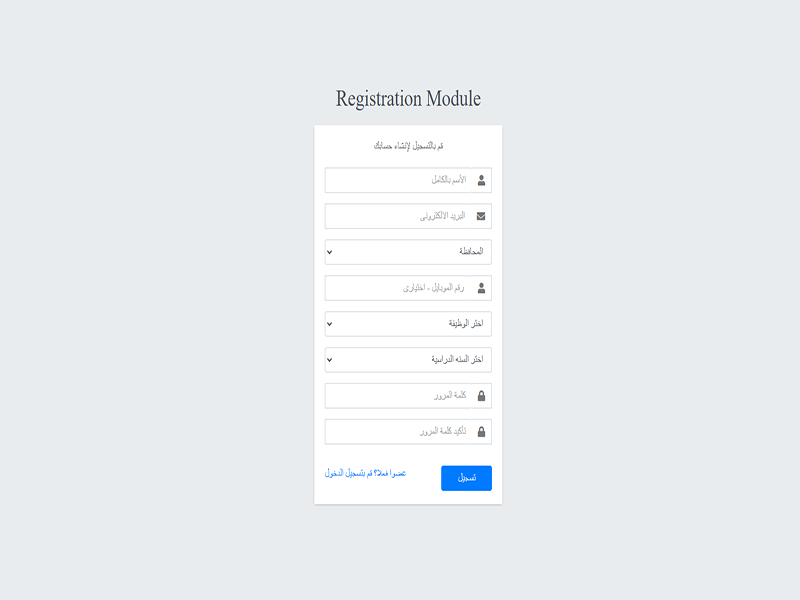 Registration Module
قم بالتسجيل لإنشاء حسابك
الأسم بالكامل
البريد الالكترونى
المحافظة
رقم الموبايل - اختيارى
اختر الوظيفة
اختر السنه الدراسية
كلمة المرور
تأكيد كلمة المرور
تسجيل
عضوا فعلا؟ قم بتسجيل الدخول